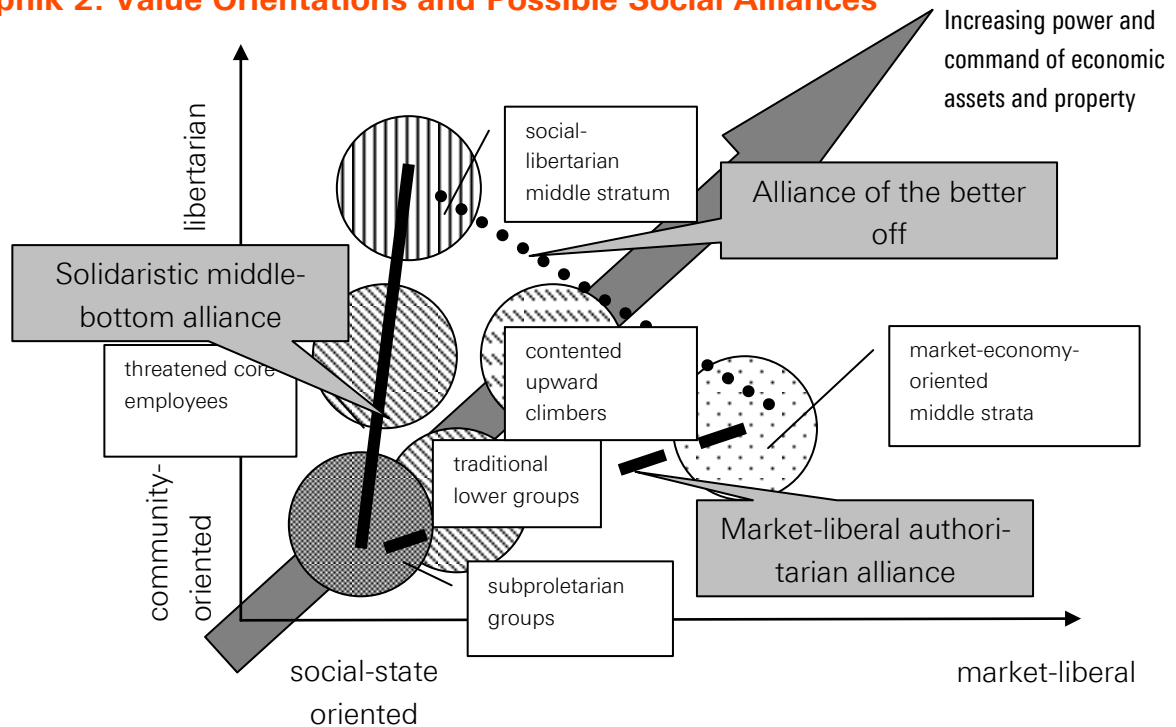 phik 2: Value Orientations and Possible Social Alliances
Increasing power and
command of economic
assets and property
libertarian
social-
libertarian
middle stratum
Alliance of the better
off
Solidaristic middle-
bottom alliance
threatened core
employees
contented
upward
climbers
market-economy-
oriented
middle strata
traditional
lower groups
community-
oriented
Market-liberal authori-
tarian alliance
subproletarian
groups
social-state
oriented
market-liberal